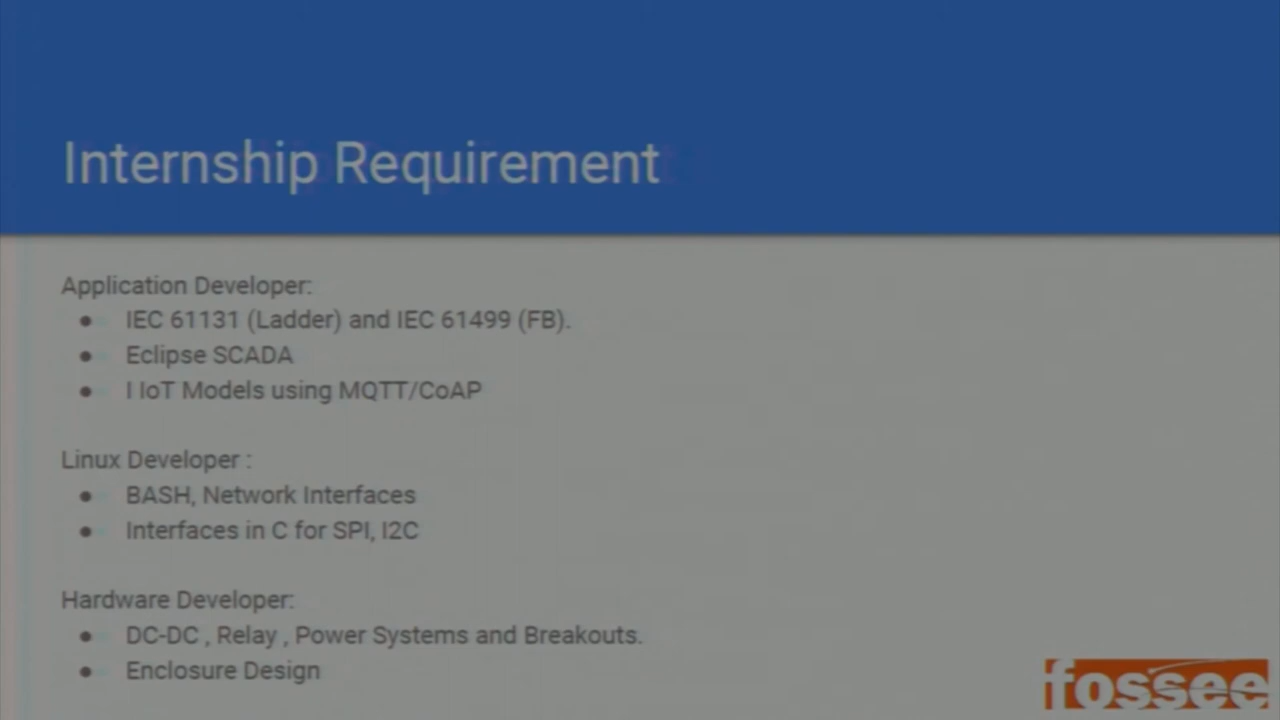 Internship Requirement
Application Developer:
● IEC 61131 (Ladder) and IEC 61499 (FB).
● Eclipse SCADA
● I IoT Models using MQTT/CoAP
Linux Developer :
● BASH, Network Interfaces
● Interfaces in C for SPI, I2C
Hardware Developer:
● DC-DC , Relay , Power Systems and Breakouts.
● Enclosure Design
fossee